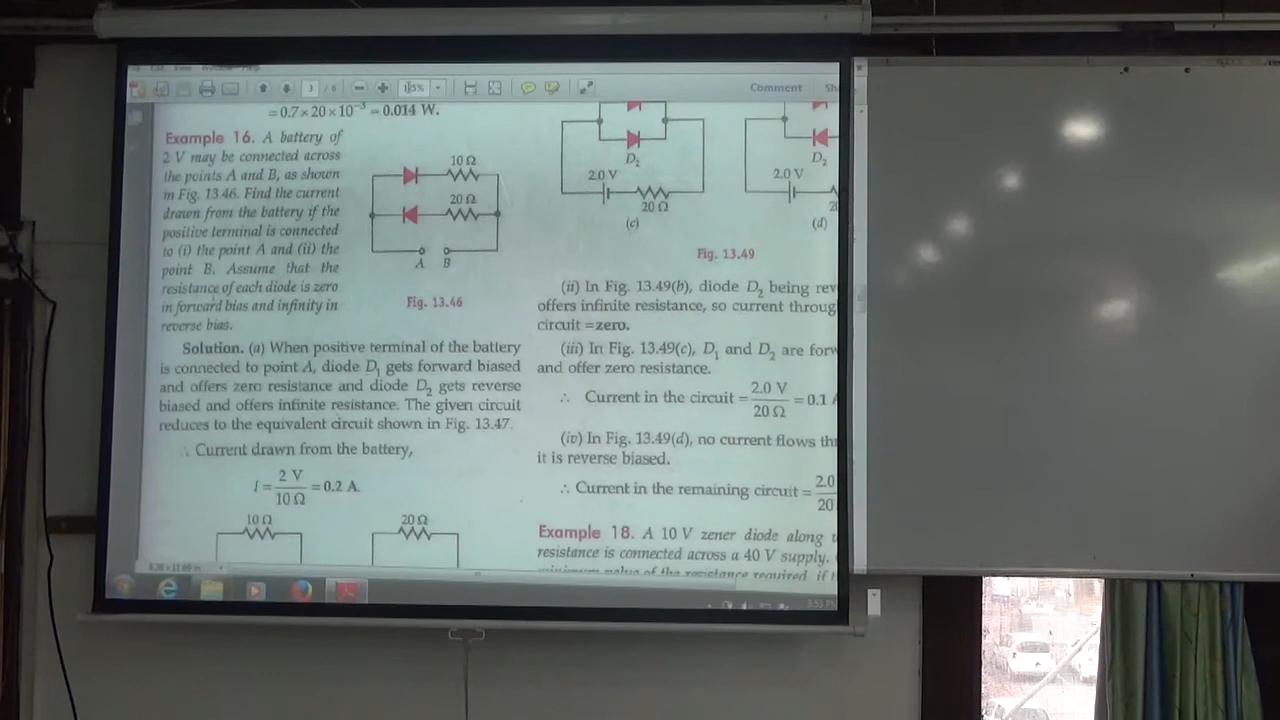 3 / 6
Comment
= 0.7 × 20 × 10⁻³ = 0.014 W.
Example 16. A battery of
2 V may be connected across
the points A and B, as shown
in Fig. 13.46. Find the current
drawn from the battery if the
positive terminal is connected
to (i) the point A and (ii) the
point B. Assume that the
resistance of each diode is zero
in forward bias and infinity in
reverse bias.
10 Ω
20 Ω
A B
Fig. 13.46
Solution. (a) When positive terminal of the battery
is connected to point A, diode D₁ gets forward biased
and offers zero resistance and diode D₂ gets reverse
biased and offers infinite resistance. The given circuit
reduces to the equivalent circuit shown in Fig. 13.47.
∴ Current drawn from the battery,
I = 2 V / 10 Ω = 0.2 A.
10 Ω
20 Ω
D₂
2.0 V
20 Ω
(c)
D₂
2.0 V
(d)
Fig. 13.49
(ii) In Fig. 13.49(b), diode D₂ being rev
offers infinite resistance, so current throug
circuit = zero.
(iii) In Fig. 13.49(c), D₁ and D₂ are forw
and offer zero resistance.
∴ Current in the circuit = 2.0 V / 20 Ω = 0.1
(iv) In Fig. 13.49(d), no current flows thr
it is reverse biased.
∴ Current in the remaining circuit = 2.0 / 20
Example 18. A 10 V zener diode along
resistance is connected across a 40 V supply.
minimum value of the resistance required, if